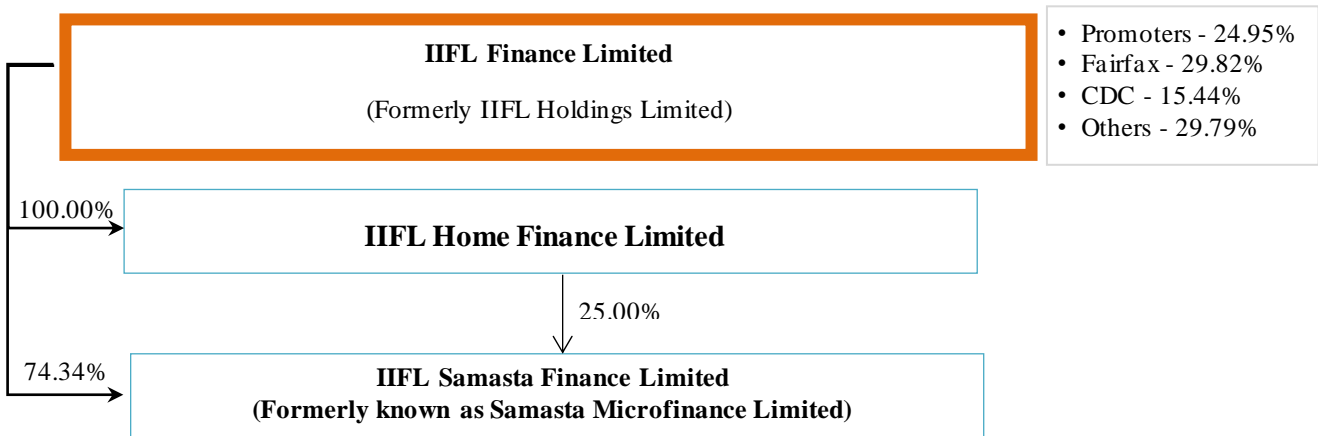 IIFL Finance Limited
(Formerly IIFL Holdings Limited)
• Promoters - 24.95%
• Fairfax - 29.82%
• CDC - 15.44%
• Others - 29.79%
100.00%
IIFL Home Finance Limited
25.00%
74.34%
IIFL Samasta Finance Limited
(Formerly known as Samasta Microfinance Limited)